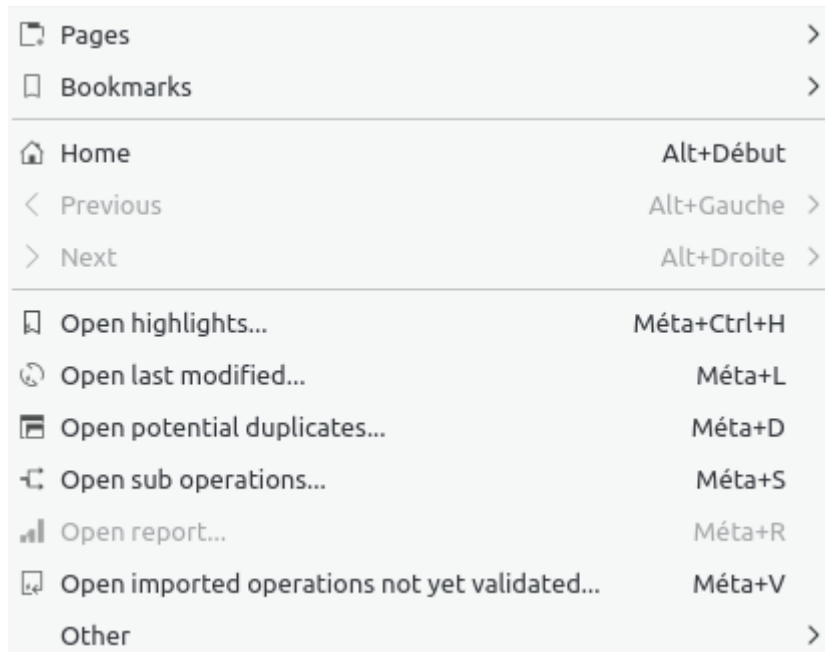 Pages
Bookmarks
Home Alt+Début
Previous Alt+Gauche
Next Alt+Droite
Open highlights... Méta+Ctrl+H
Open last modified... Méta+L
Open potential duplicates... Méta+D
Open sub operations... Méta+S
Open report... Méta+R
Open imported operations not yet validated... Méta+V
Other